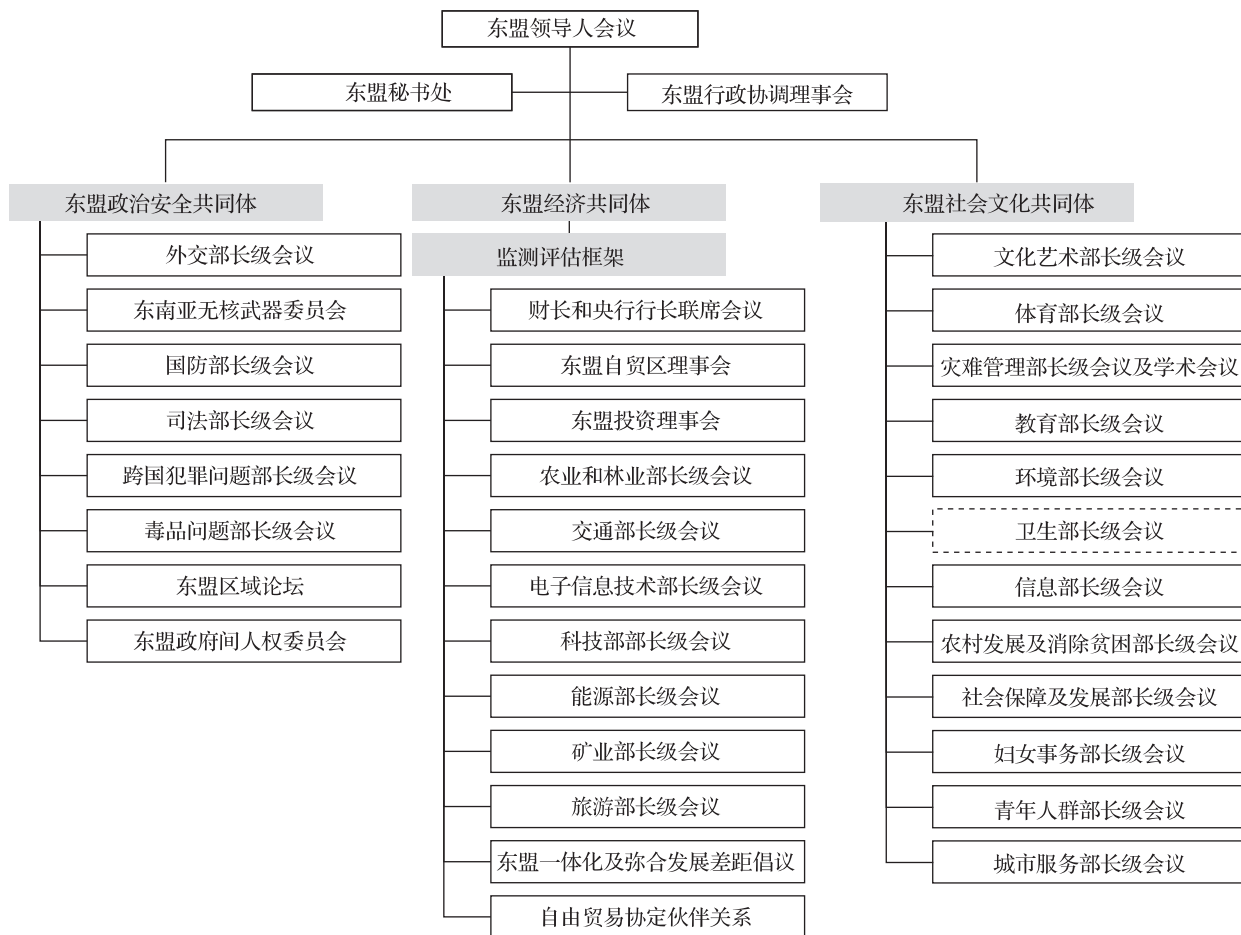 东盟领导人会议
东盟秘书处
东盟行政协调理事会
东盟政治安全共同体
外交部长级会议
东南亚无核武器委员会
国防部长级会议
司法部长级会议
跨国犯罪问题部长级会议
毒品问题部长级会议
东盟区域论坛
东盟政府间人权委员会
东盟经济共同体
监测评估框架
财长和央行行长联席会议
东盟自贸区理事会
东盟投资理事会
农业和林业部长级会议
交通部长级会议
电子信息技术部长级会议
科技部部长级会议
能源部长级会议
矿业部长级会议
旅游部长级会议
东盟一体化及弥合发展差距倡议
自由贸易协定伙伴关系
东盟社会文化共同体
文化艺术部长级会议
体育部长级会议
灾难管理部长级会议及学术会议
教育部长级会议
环境部长级会议
卫生部长级会议
信息部长级会议
农村发展及消除贫困部长级会议
社会保障及发展部长级会议
妇女事务部长级会议
青年人群部长级会议
城市服务部长级会议